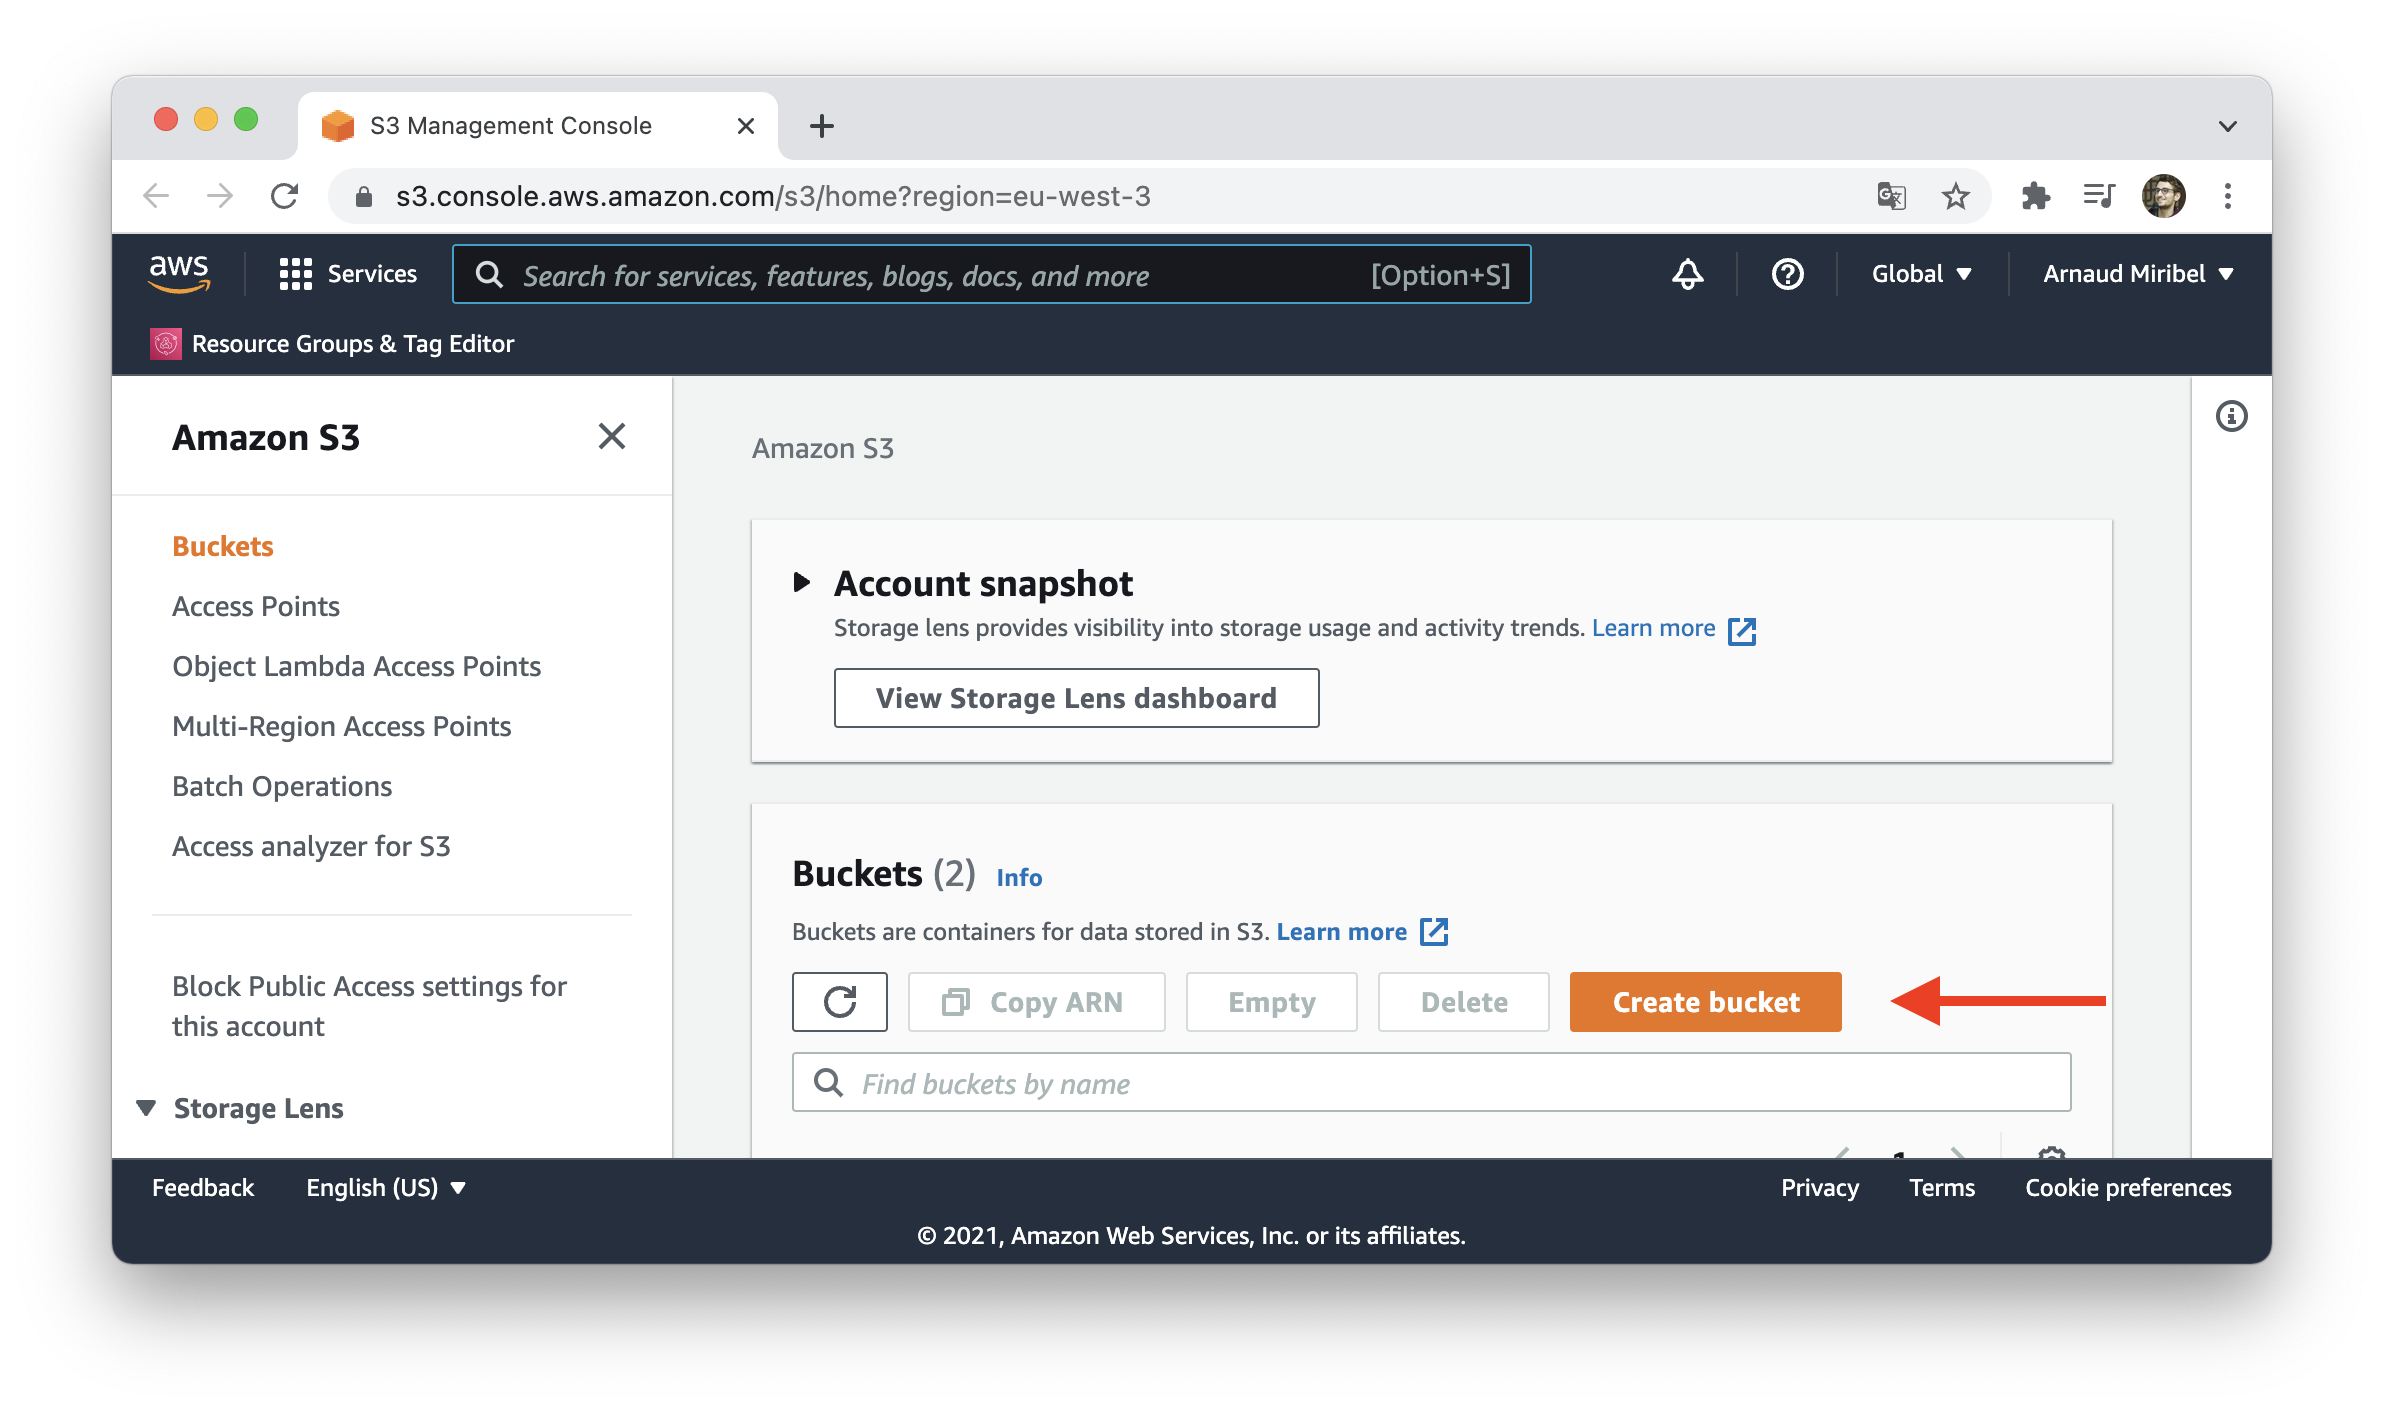 S3 Management Console
s3.console.aws.amazon.com/s3/home?region=eu-west-3
aws
Services
Search for services, features, blogs, docs, and more
[Option+S]
Global
Arnaud Miribel
Resource Groups & Tag Editor
Amazon S3
Buckets
Access Points
Object Lambda Access Points
Multi-Region Access Points
Batch Operations
Access analyzer for S3
Block Public Access settings for
this account
Storage Lens
Amazon S3
Account snapshot
Storage lens provides visibility into storage usage and activity trends. Learn more
View Storage Lens dashboard
Buckets (2) Info
Buckets are containers for data stored in S3. Learn more
Copy ARN
Empty
Delete
Create bucket
Find buckets by name
Feedback
English (US)
Privacy
Terms
Cookie preferences
© 2021, Amazon Web Services, Inc. or its affiliates.